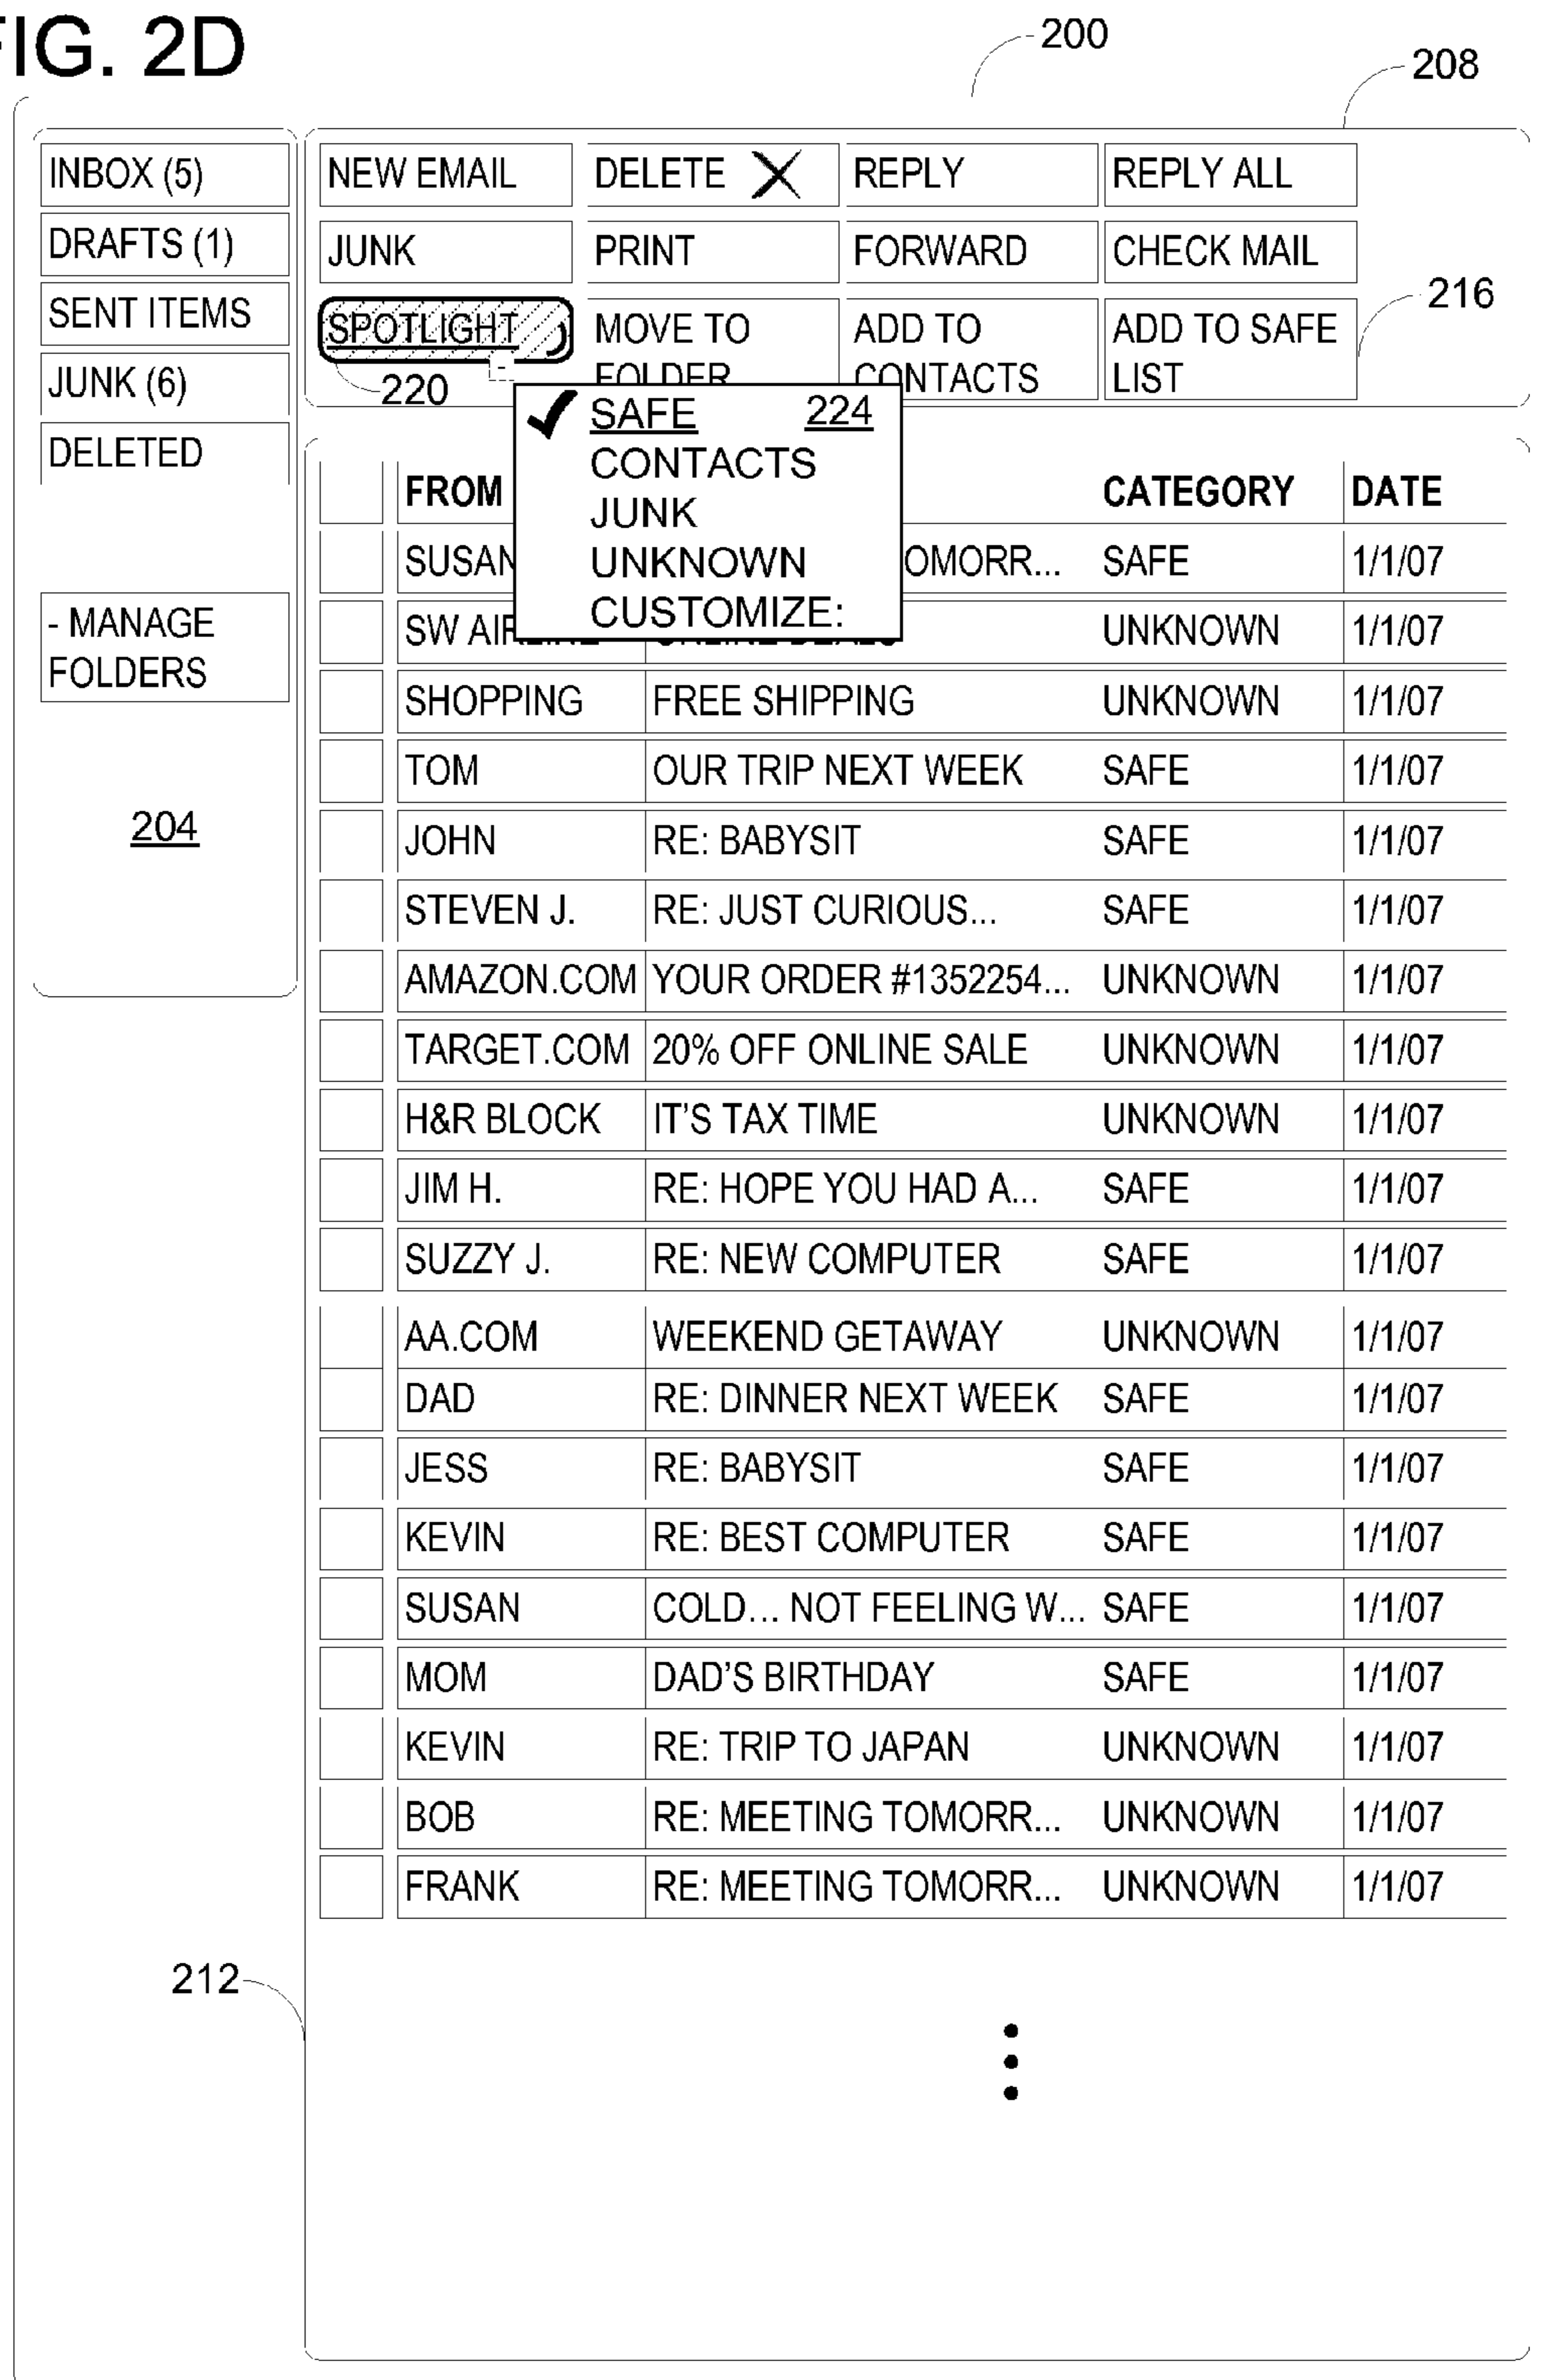 FIG. 2D
200
208
INBOX (5)
DRAFTS (1)
SENT ITEMS
JUNK (6)
DELETED
- MANAGE
FOLDERS
204
NEW EMAIL DELETE REPLY REPLY ALL
JUNK PRINT FORWARD CHECK MAIL
216
SPOTLIGHT MOVE TO ADD TO ADD TO SAFE
FOLDER CONTACTS LIST
220
SAFE 224
CONTACTS
JUNK
UNKNOWN
CUSTOMIZE:
FROM CATEGORY DATE
SUSAN OMORR... SAFE 1/1/07
SW AIRLINE ONLINE DEALS UNKNOWN 1/1/07
SHOPPING FREE SHIPPING UNKNOWN 1/1/07
TOM OUR TRIP NEXT WEEK SAFE 1/1/07
JOHN RE: BABYSIT SAFE 1/1/07
STEVEN J. RE: JUST CURIOUS... SAFE 1/1/07
AMAZON.COM YOUR ORDER #1352254... UNKNOWN 1/1/07
TARGET.COM 20% OFF ONLINE SALE UNKNOWN 1/1/07
H&R BLOCK IT'S TAX TIME UNKNOWN 1/1/07
JIM H. RE: HOPE YOU HAD A... SAFE 1/1/07
SUZZY J. RE: NEW COMPUTER SAFE 1/1/07
AA.COM WEEKEND GETAWAY UNKNOWN 1/1/07
DAD RE: DINNER NEXT WEEK SAFE 1/1/07
JESS RE: BABYSIT SAFE 1/1/07
KEVIN RE: BEST COMPUTER SAFE 1/1/07
SUSAN COLD... NOT FEELING W... SAFE 1/1/07
MOM DAD'S BIRTHDAY SAFE 1/1/07
KEVIN RE: TRIP TO JAPAN UNKNOWN 1/1/07
BOB RE: MEETING TOMORR... UNKNOWN 1/1/07
FRANK RE: MEETING TOMORR... UNKNOWN 1/1/07
212